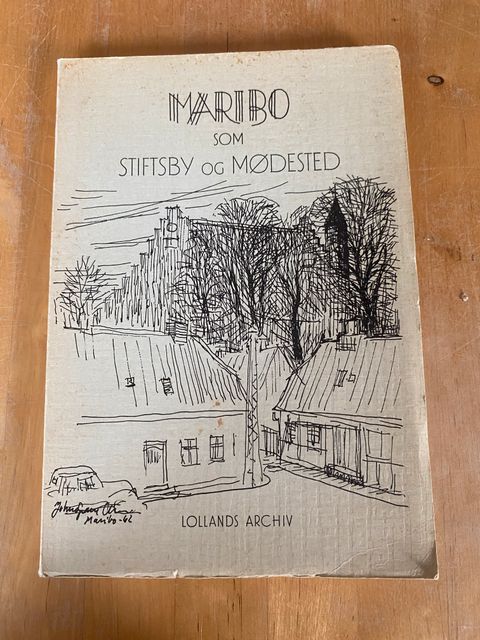 MARIBO
SOM
STIFTSBY OG MØDESTED
Maribo-62
LOLLANDS ARCHIV